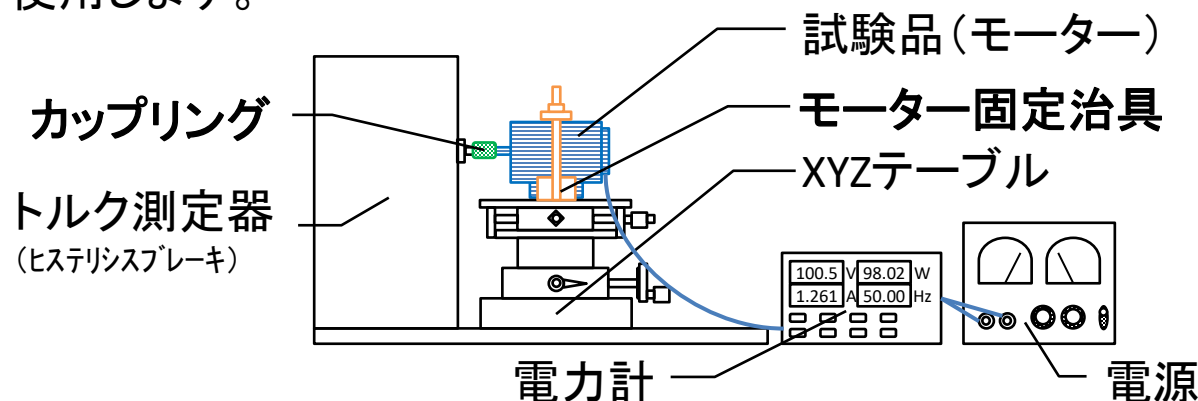 使用します。
試験品（モーター）
カップリング
モーター固定治具
XYZテーブル
トルク測定器
（ﾋｽﾃﾘｼｽﾌﾞﾚｰｷ）
100.5 V 98.02 W
1.261 A 50.00 Hz
電力計
電源